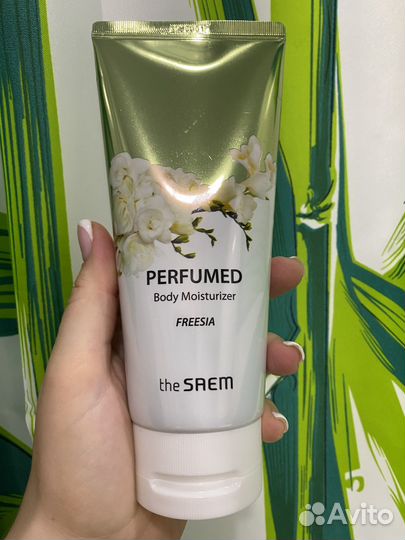 PERFUMED
Body Moisturizer
FREESIA
the SAEM
Avito